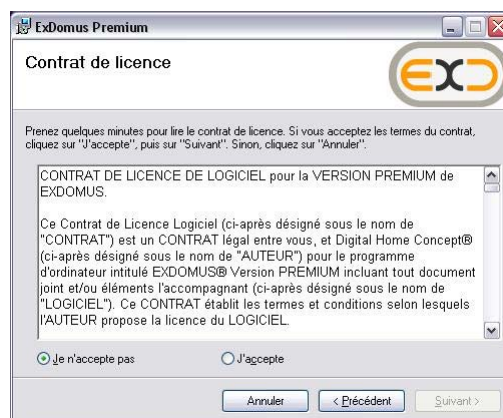 ExDomus Premium
Contrat de licence
EXD
Prenez quelques minutes pour lire le contrat de licence. Si vous acceptez les termes du contrat,
cliquez sur "J'accepte", puis sur "Suivant". Sinon, cliquez sur "Annuler".
CONTRAT DE LICENCE DE LOGICIEL pour la VERSION PREMIUM de
EXDOMUS.
Ce Contrat de Licence Logiciel (ci-après désigné sous le nom de
"CONTRAT") est un CONTRAT légal entre vous, et Digital Home Concept®
(ci-après désigné sous le nom de "AUTEUR") pour le programme
d'ordinateur intitulé EXDOMUS® Version PREMIUM incluant tout document
joint et/ou éléments l'accompagnant (ci-après désigné sous le nom de
"LOGICIEL"). Ce CONTRAT établit les termes et conditions selon lesquels
l'AUTEUR propose la licence du LOGICIEL.
Je n'accepte pas J'accepte
Annuler < Précédent Suivant >